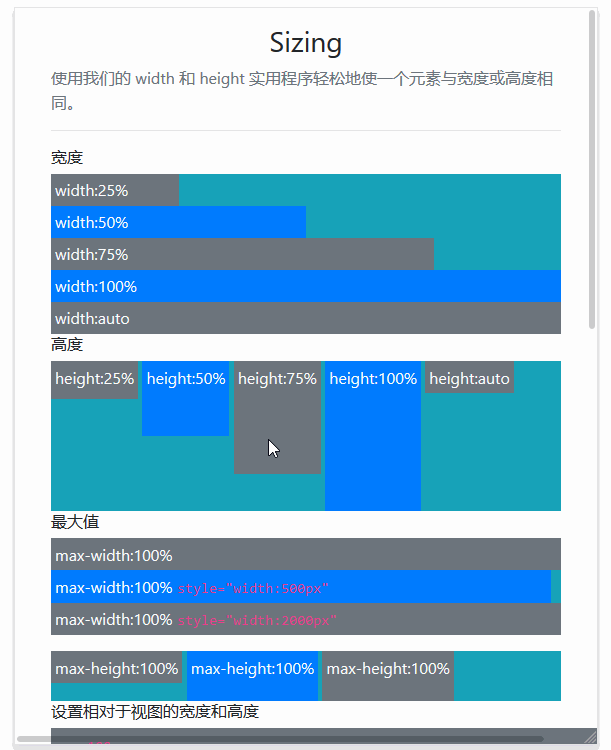 Sizing
使用我们的 width 和 height 实用程序轻松地使一个元素与宽度或高度相
同。
宽度
width:25%
width:50%
width:75%
width:100%
width:auto
高度
height:25% height:50% height:75% height:100% height:auto
最大值
max-width:100%
max-width:100% style="width:500px"
max-width:100% style="width:2000px"
max-height:100% max-height:100% max-height:100%
设置相对于视图的宽度和高度